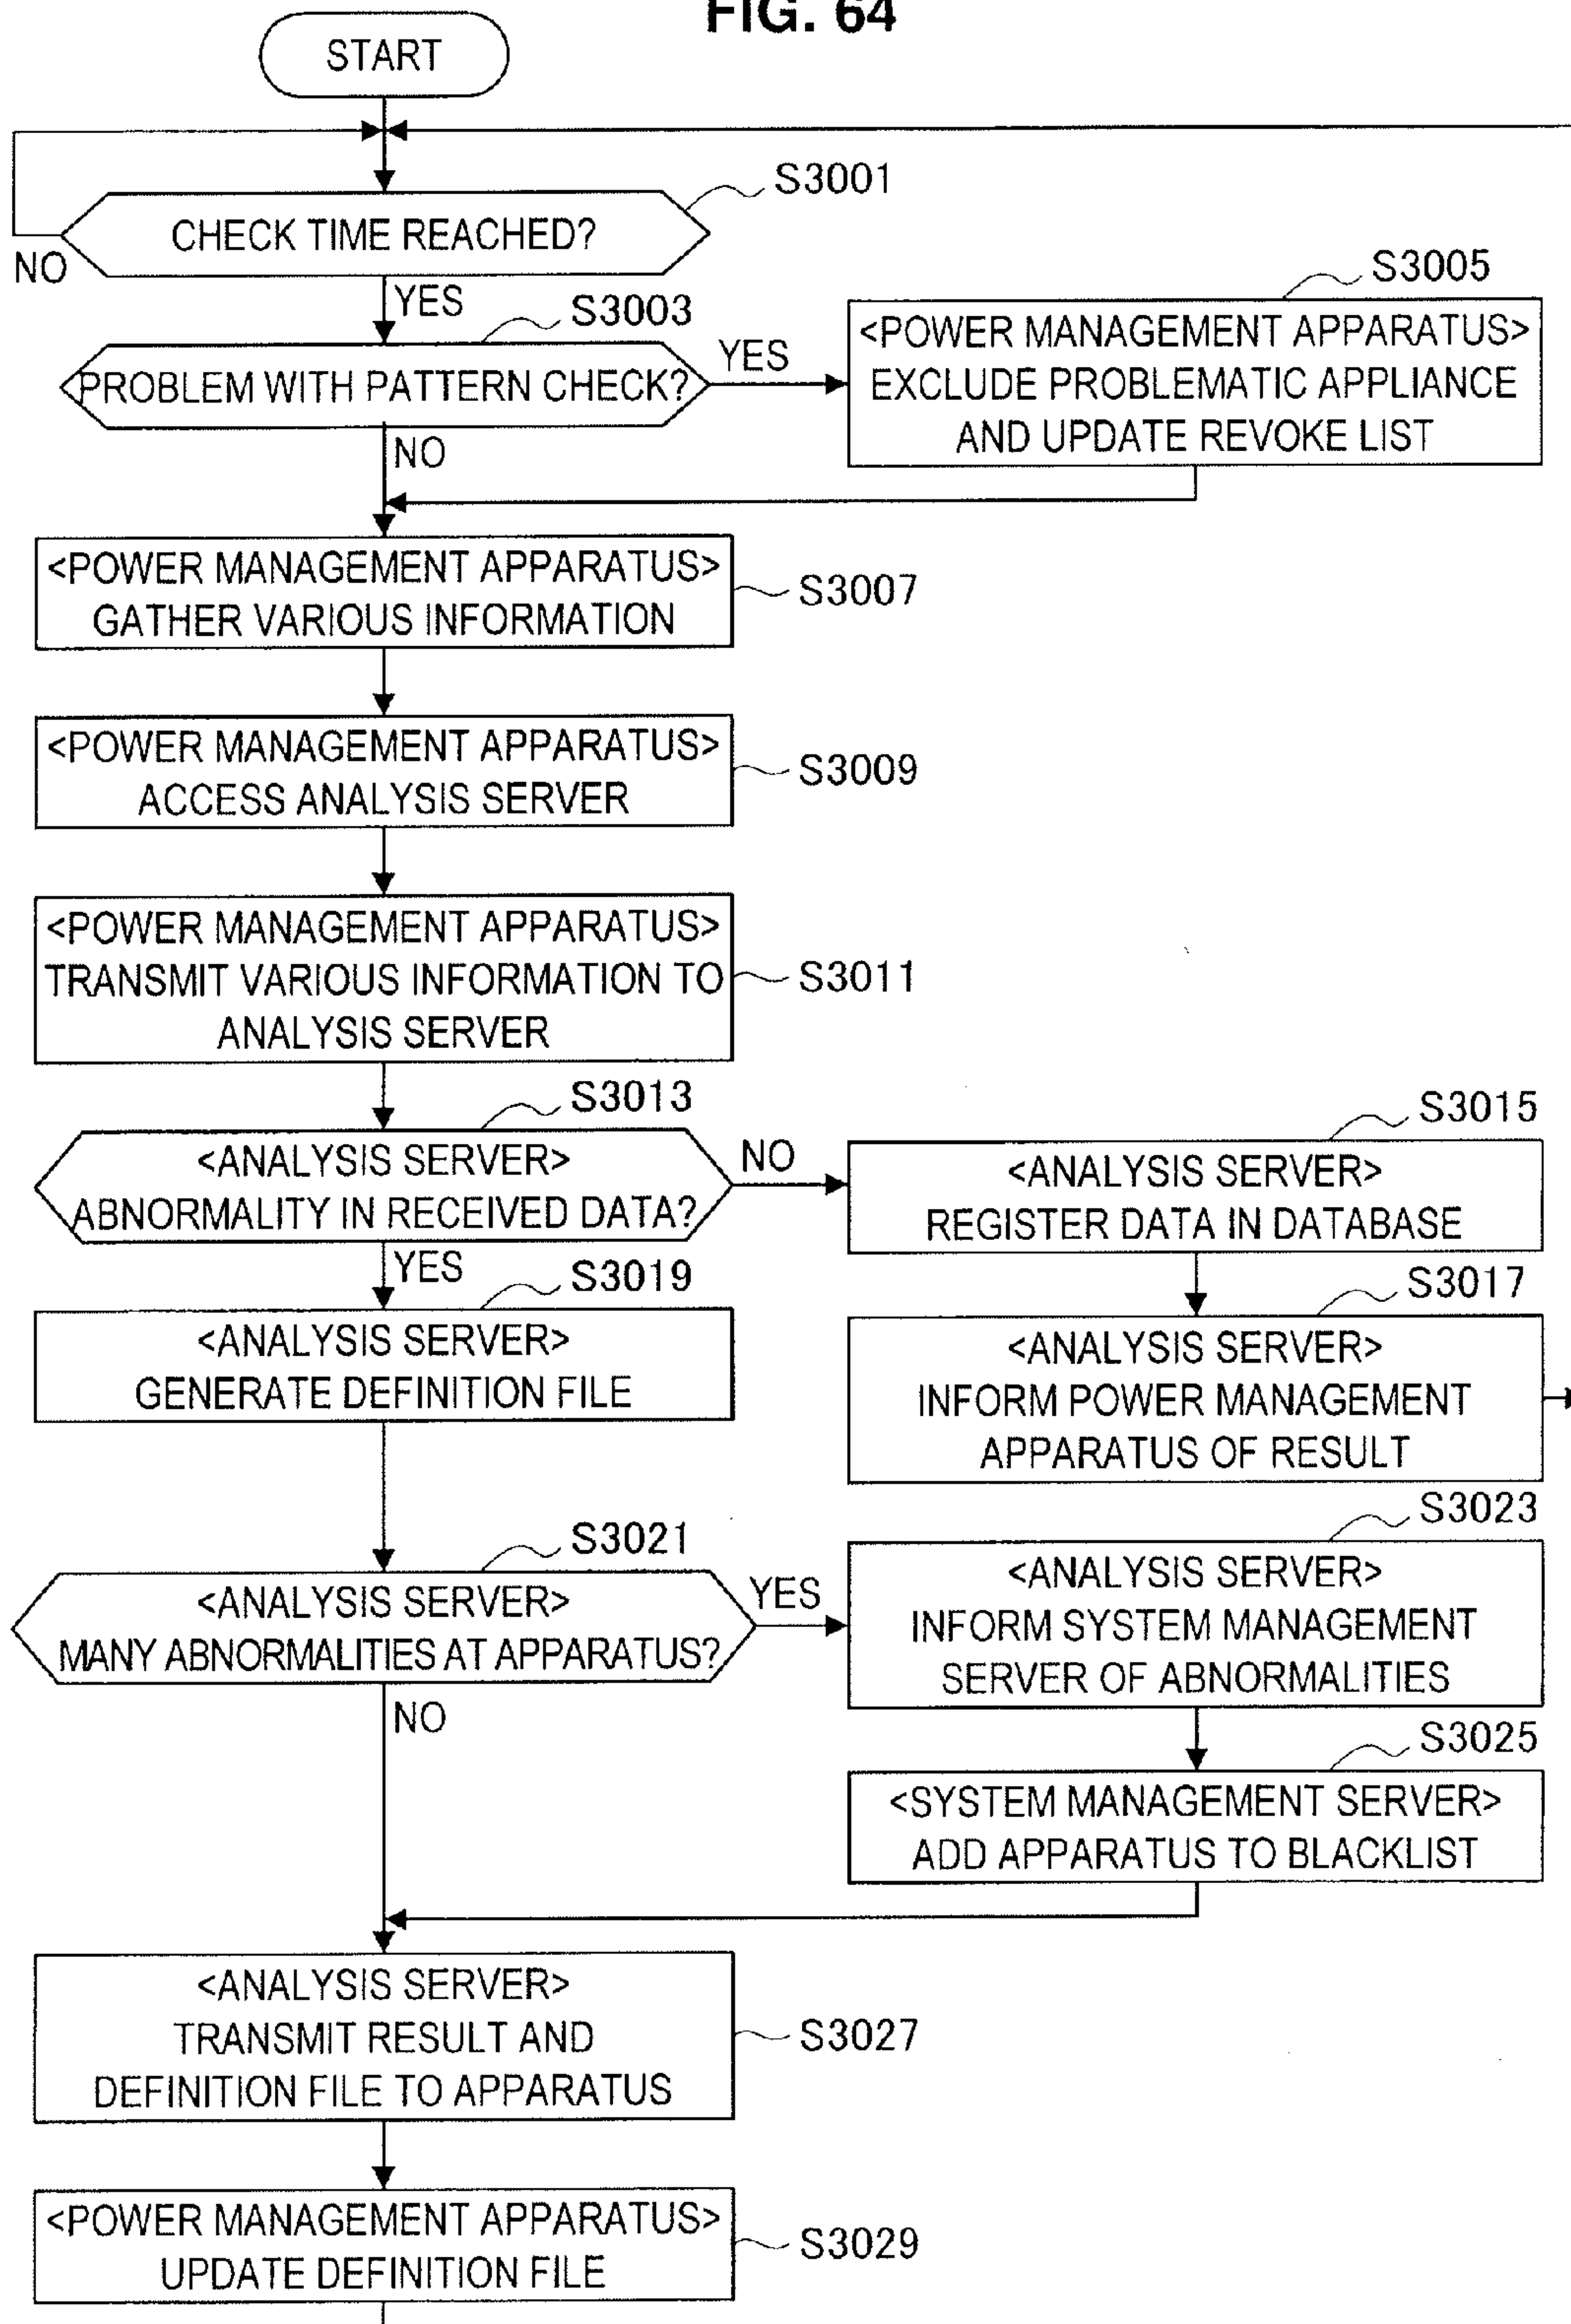 FIG. 64
START
S3001
CHECK TIME REACHED?
NO
YES
S3003
PROBLEM WITH PATTERN CHECK?
YES
NO
S3005
<POWER MANAGEMENT APPARATUS>
EXCLUDE PROBLEMATIC APPLIANCE
AND UPDATE REVOKE LIST
<POWER MANAGEMENT APPARATUS>
GATHER VARIOUS INFORMATION
S3007
<POWER MANAGEMENT APPARATUS>
ACCESS ANALYSIS SERVER
S3009
<POWER MANAGEMENT APPARATUS>
TRANSMIT VARIOUS INFORMATION TO
ANALYSIS SERVER
S3011
S3013
<ANALYSIS SERVER>
ABNORMALITY IN RECEIVED DATA?
NO
YES
S3015
<ANALYSIS SERVER>
REGISTER DATA IN DATABASE
S3017
<ANALYSIS SERVER>
INFORM POWER MANAGEMENT
APPARATUS OF RESULT
S3019
<ANALYSIS SERVER>
GENERATE DEFINITION FILE
S3021
<ANALYSIS SERVER>
MANY ABNORMALITIES AT APPARATUS?
YES
NO
S3023
<ANALYSIS SERVER>
INFORM SYSTEM MANAGEMENT
SERVER OF ABNORMALITIES
S3025
<SYSTEM MANAGEMENT SERVER>
ADD APPARATUS TO BLACKLIST
<ANALYSIS SERVER>
TRANSMIT RESULT AND
DEFINITION FILE TO APPARATUS
S3027
<POWER MANAGEMENT APPARATUS>
UPDATE DEFINITION FILE
S3029